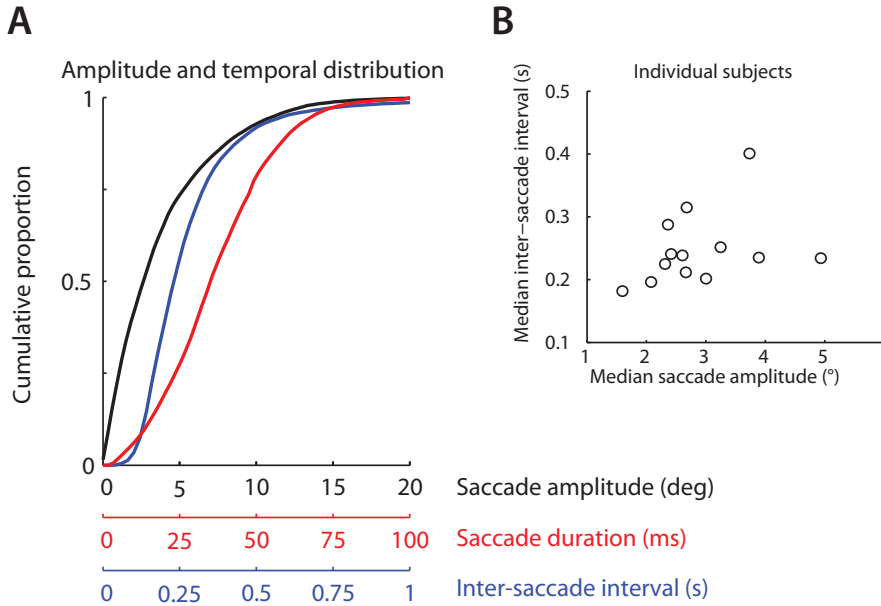 A
Amplitude and temporal distribution
Cumulative proportion
1
0.5
0
0 5 10 15 20
Saccade amplitude (deg)
0 25 50 75 100
Saccade duration (ms)
0 0.25 0.5 0.75 1
Inter-saccade interval (s)
B
Individual subjects
Median inter−saccade interval (s)
0.5
0.4
0.3
0.2
0.1
1 2 3 4 5
Median saccade amplitude (°)